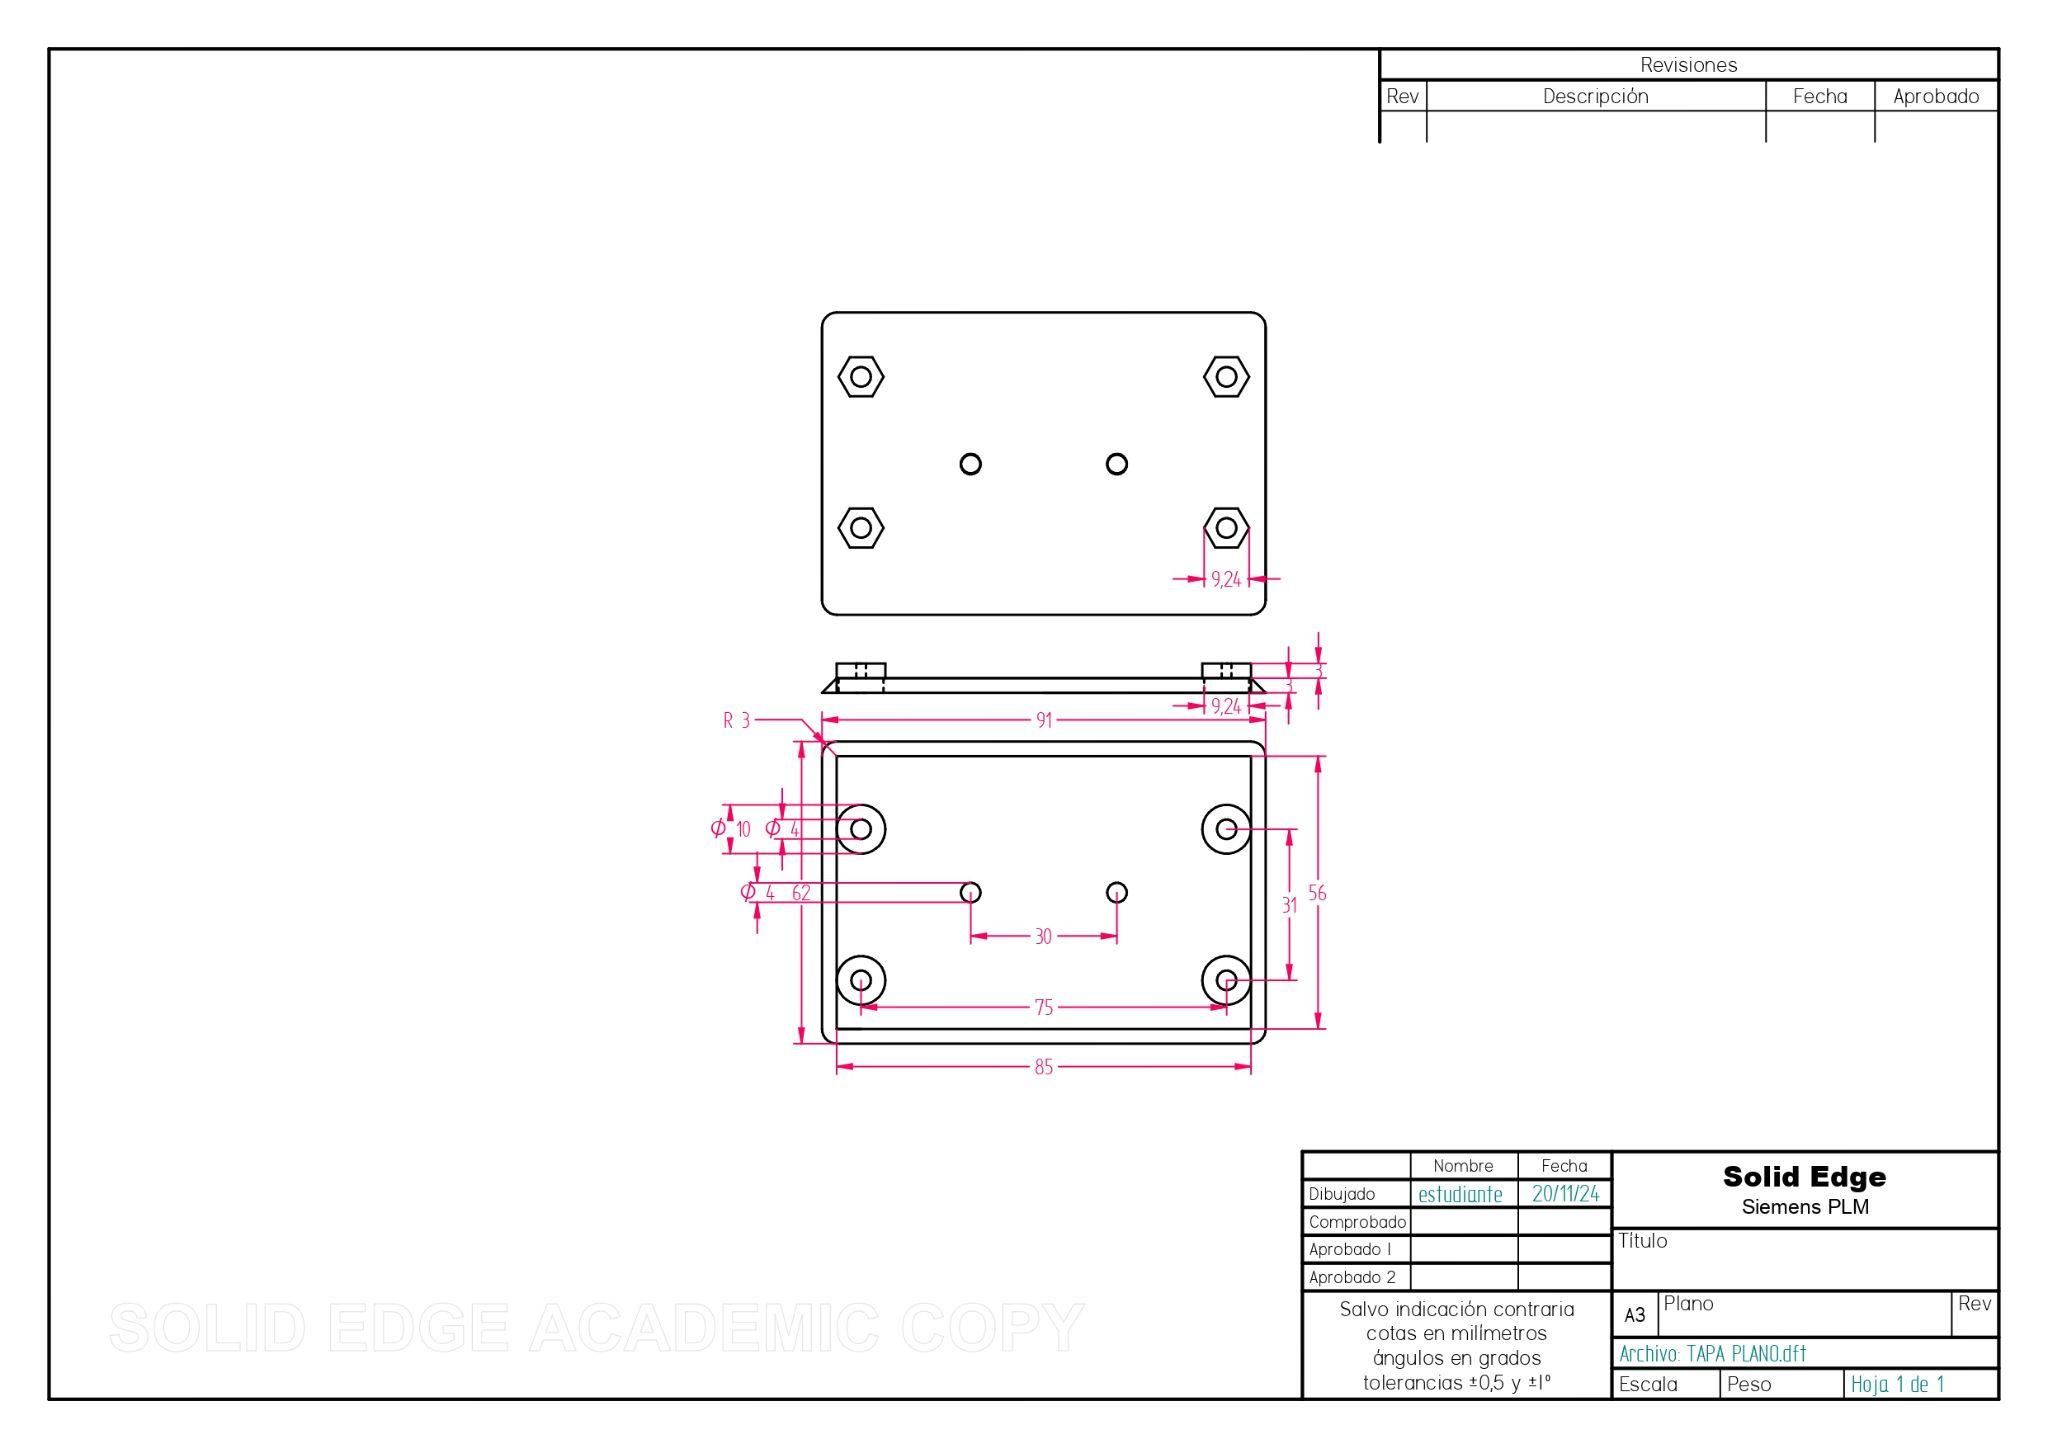 Revisiones
Rev Descripción Fecha Aprobado
9,24
3
3
9,24
R 3
91
Ø 10 Ø 4
Ø 4 62
56
31
30
75
85
Nombre Fecha
Dibujado estudiante 20/11/24
Comprobado
Aprobado 1
Aprobado 2
Solid Edge
Siemens PLM
Título
Salvo indicación contraria
cotas en milímetros
ángulos en grados
tolerancias ±0,5 y ±1º
A3 Plano Rev
Archivo: TAPA PLANO.dft
Escala Peso Hoja 1 de 1
SOLID EDGE ACADEMIC COPY